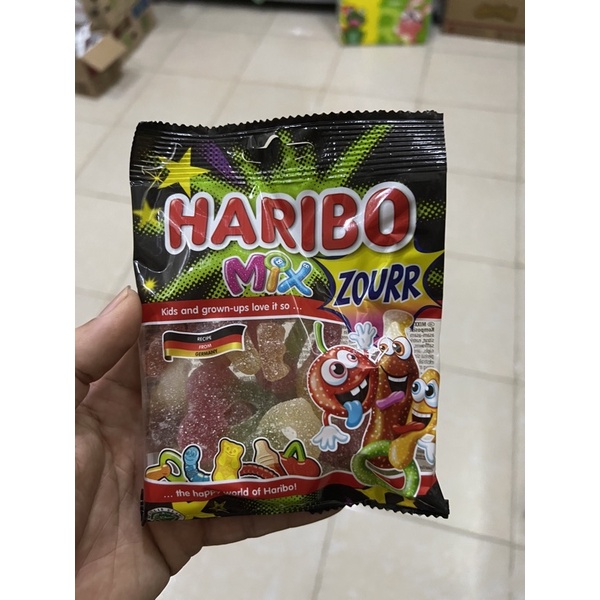 HARIBO
Mix
ZOURR
Kids and grown-ups love it so ...
RECIPE
FROM
GERMANY
... the happy world of Haribo!